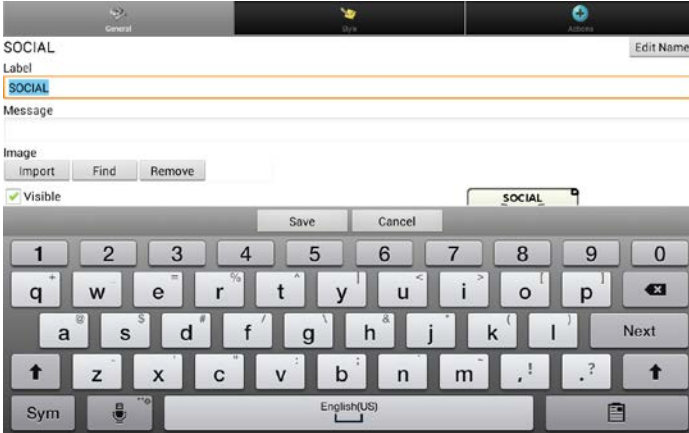 General Style Actions
SOCIAL Edit Name
Label
SOCIAL
Message
Image
Import Find Remove
Visible
SOCIAL
Save Cancel
1 2 3 4 5 6 7 8 9 0
q + w e = r % t ^ y | u < i > o [ p ]
a @ s $ d # f / g \ h & j * k ( l ) Next
z x c " v : b ; n m , ! . ?
Sym English(US)